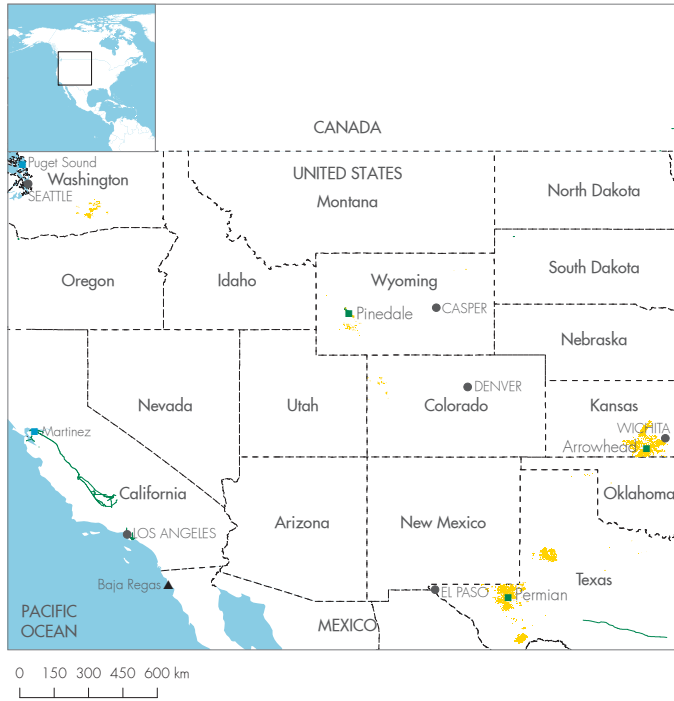 CANADA
Puget Sound
Washington
SEATTLE
UNITED STATES
Montana
North Dakota
Oregon
Idaho
Wyoming
South Dakota
Pinedale
CASPER
Nebraska
Nevada
Utah
Colorado
DENVER
Kansas
WICHITA
Martinez
Arrowhead
California
Oklahoma
LOS ANGELES
Arizona
New Mexico
Baja Regas
EL PASO
Permian
Texas
PACIFIC
OCEAN
MEXICO
0 150 300 450 600 km